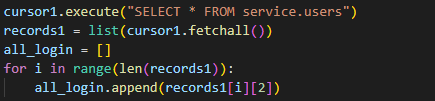 cursor1.execute("SELECT * FROM service.users")
records1 = list(cursor1.fetchall())
all_login = []
for i in range(len(records1)):
    all_login.append(records1[i][2])